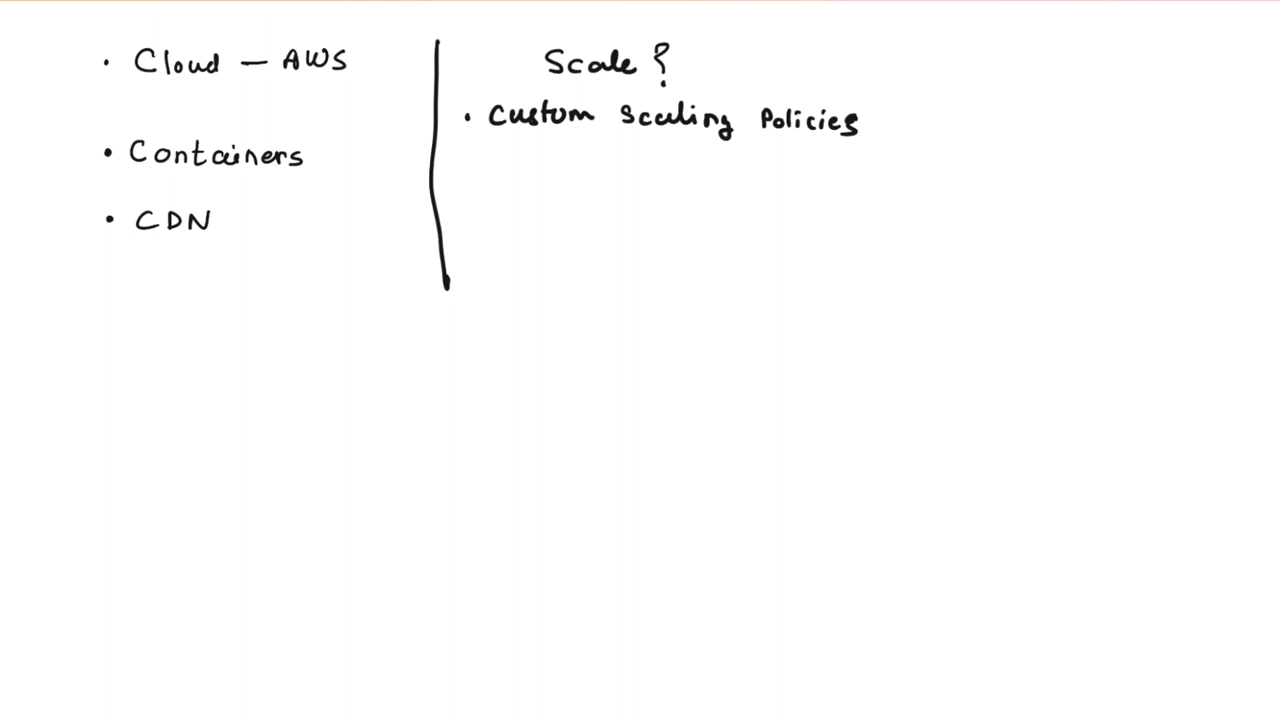 • Cloud — AWS
• Containers
• CDN
Scale ?
• Custom Scaling Policies